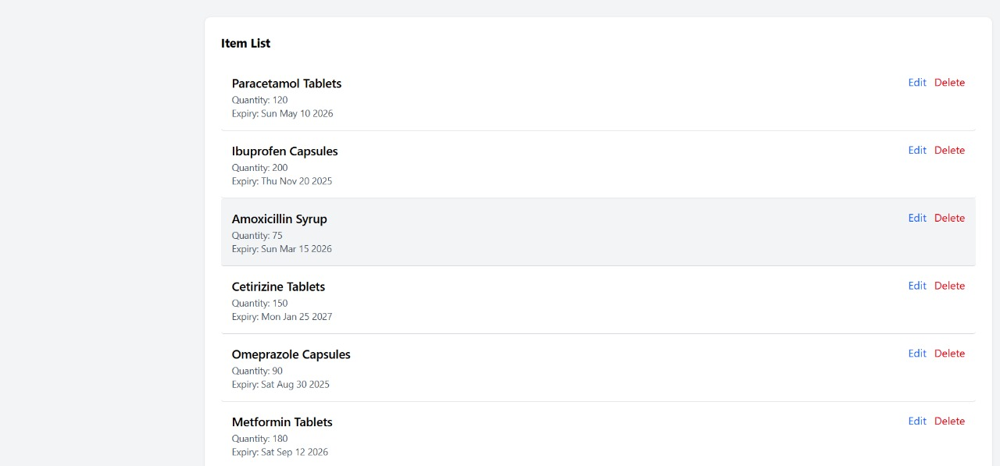 Item List
Paracetamol Tablets
Edit Delete
Quantity: 120
Expiry: Sun May 10 2026
Ibuprofen Capsules
Edit Delete
Quantity: 200
Expiry: Thu Nov 20 2025
Amoxicillin Syrup
Edit Delete
Quantity: 75
Expiry: Sun Mar 15 2026
Cetirizine Tablets
Edit Delete
Quantity: 150
Expiry: Mon Jan 25 2027
Omeprazole Capsules
Edit Delete
Quantity: 90
Expiry: Sat Aug 30 2025
Metformin Tablets
Edit Delete
Quantity: 180
Expiry: Sat Sep 12 2026